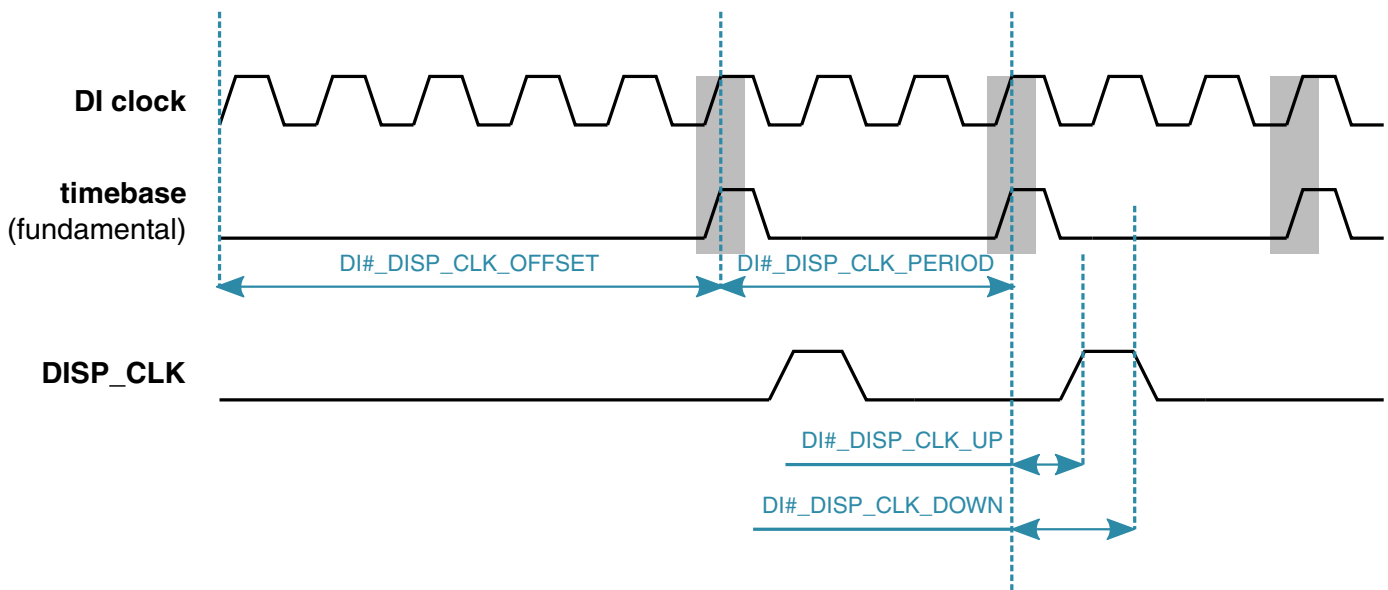 DI clock
timebase
(fundamental)
DI#_DISP_CLK_OFFSET
DI#_DISP_CLK_PERIOD
DISP_CLK
DI#_DISP_CLK_UP
DI#_DISP_CLK_DOWN